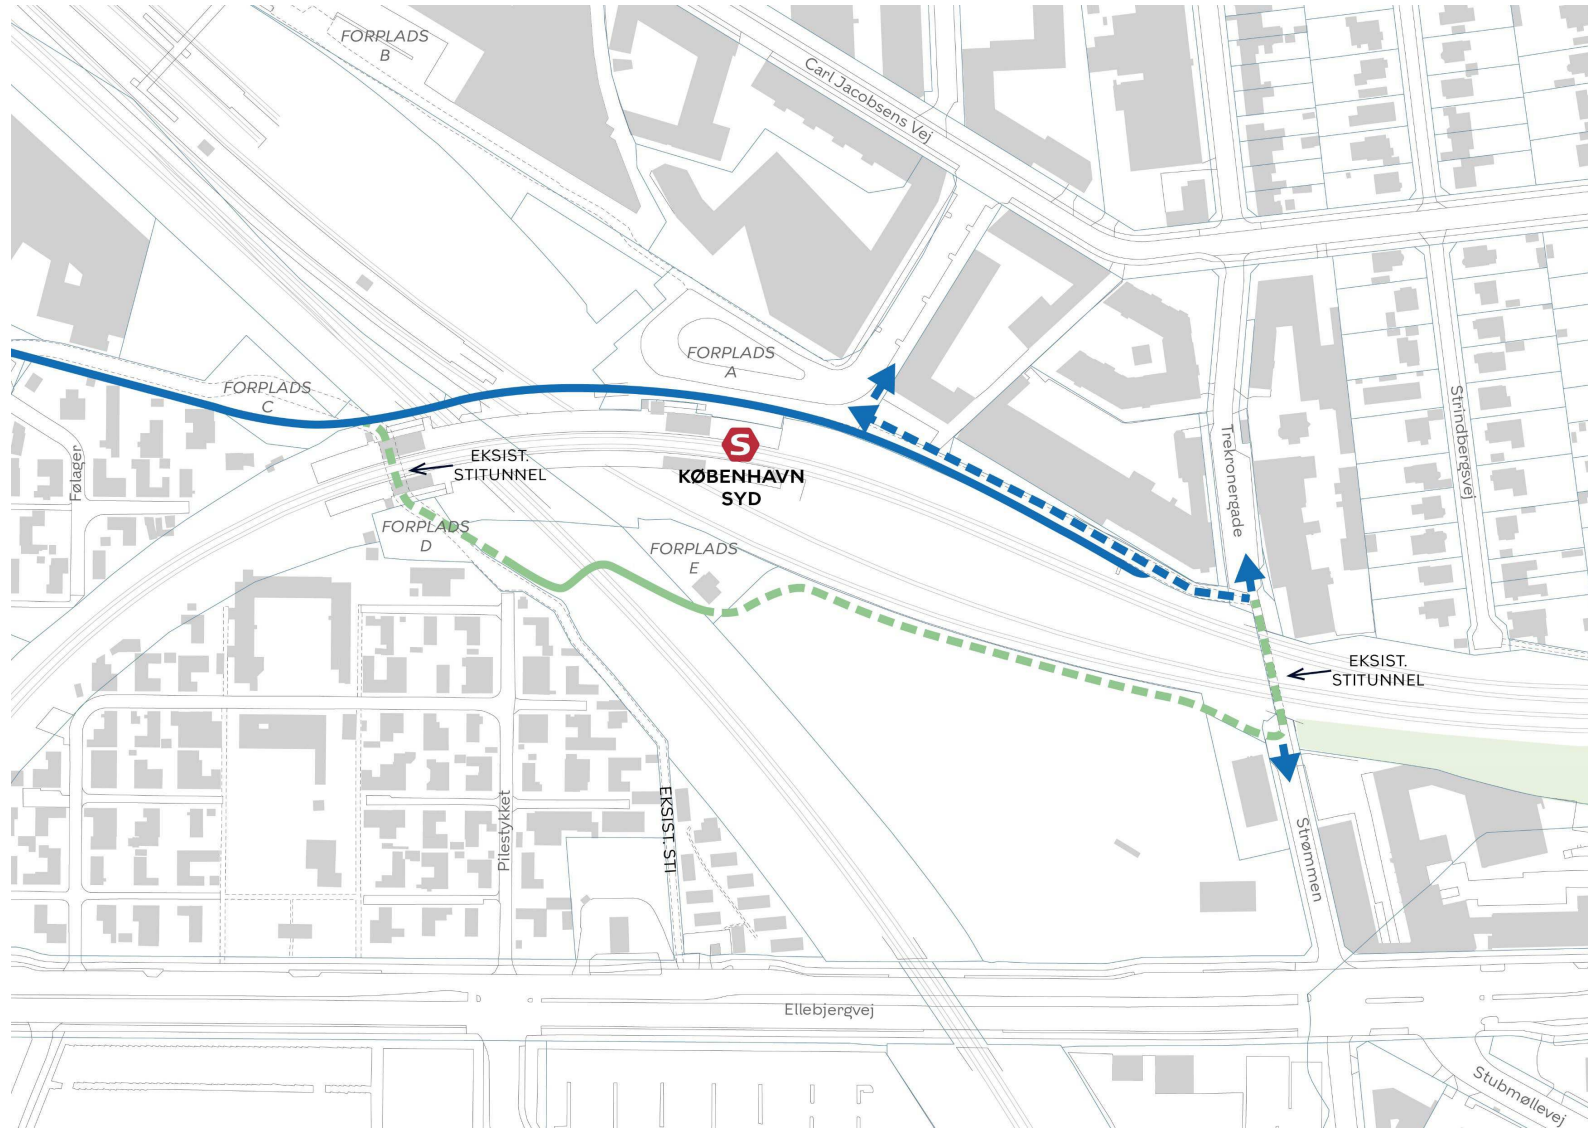 FORPLADS
B
Carl Jacobsens Vej
FORPLADS
A
FORPLADS
C
Følager
EKSIST.
STITUNNEL
S
KØBENHAVN
SYD
Trekronergade
Strindbergsvej
FORPLADS
D
FORPLADS
E
EKSIST.
STITUNNEL
Pilestykket
EKSIST. STI
Strømmen
Ellebjergvej
Stubmøllevej